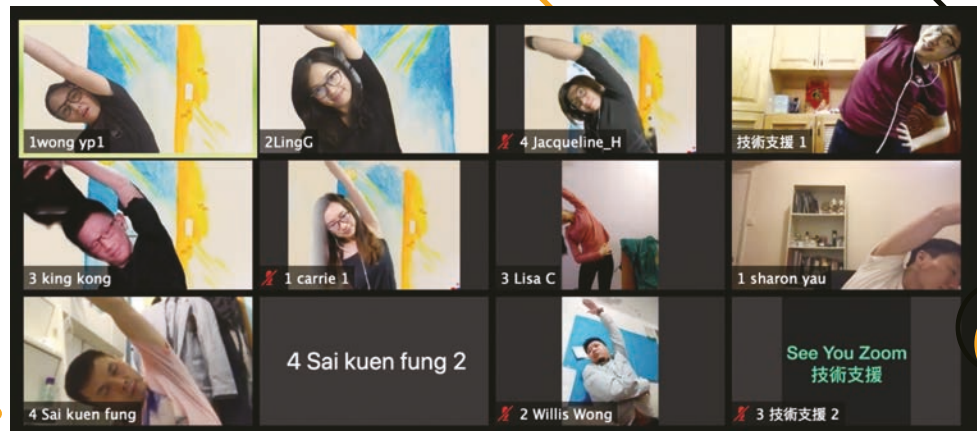 1wong yp1
2LingG
4 Jacqueline_H
技術支援 1
3 king kong
1 carrie 1
3 Lisa C
1 sharon yau
4 Sai kuen fung
4 Sai kuen fung 2
2 Willis Wong
See You Zoom
技術支援
3 技術支援 2